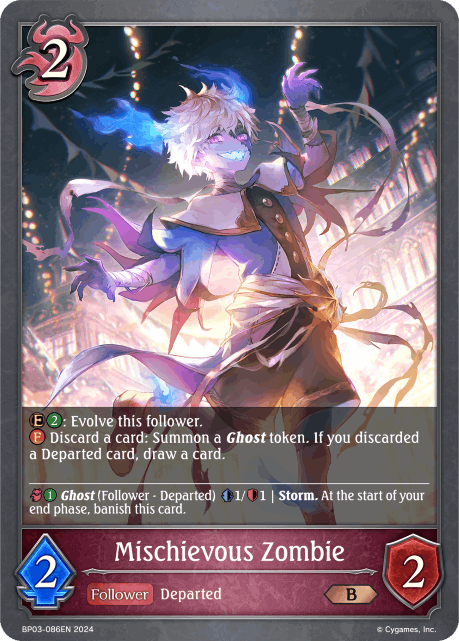 2
E 2: Evolve this follower.
F Discard a card: Summon a Ghost token. If you discarded
a Departed card, draw a card.
1 Ghost (Follower - Departed) 1/1 | Storm. At the start of your
end phase, banish this card.
Mischievous Zombie
2
Follower Departed
B
2
BP03-086EN 2024
© Cygames, Inc.